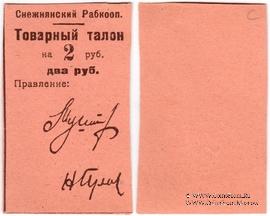 Снежнянский Рабкооп.
Товарный талон
на 2 руб.
два руб.
Правление: